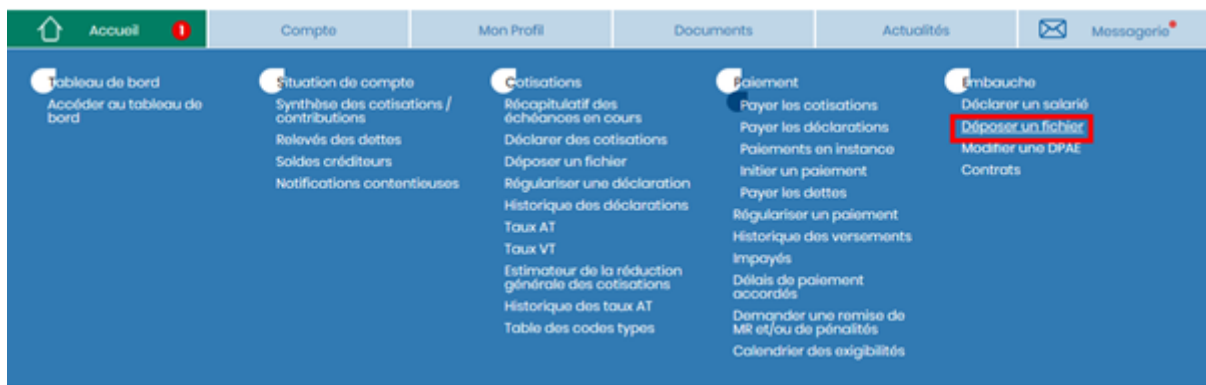 Accueil 1 Compte Mon Profil Documents Actualités Messagerie
Tableau de bord
Accéder au tableau de
bord
Situation de compte
Synthèse des cotisations /
contributions
Relevés des dettes
Soldes créditeurs
Notifications contentieuses
Cotisations
Récapitulatif des
échéances en cours
Déclarer des cotisations
Déposer un fichier
Régulariser une déclaration
Historique des déclarations
Taux AT
Taux VT
Estimateur de la réduction
générale des cotisations
Historique des taux AT
Table des codes types
Paiement
Payer les cotisations
Payer les déclarations
Paiements en instance
Initier un paiement
Payer les dettes
Régulariser un paiement
Historique des versements
Impayés
Délais de paiement
accordés
Demander une remise de
MR et/ou de pénalités
Calendrier des exigibilités
Embauche
Déclarer un salarié
Déposer un fichier
Modifier une DPAE
Contrats